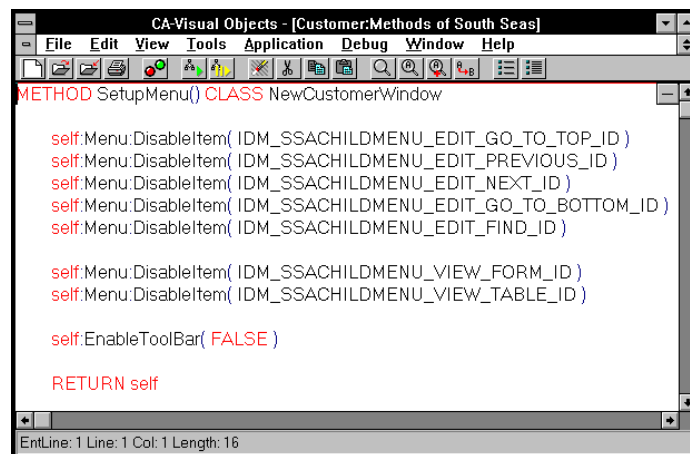 CA-Visual Objects - [Customer:Methods of South Seas]
File Edit View Tools Application Debug Window Help
METHOD SetupMenu() CLASS NewCustomerWindow
self:Menu:DisableItem( IDM_SSACHILDMENU_EDIT_GO_TO_TOP_ID )
self:Menu:DisableItem( IDM_SSACHILDMENU_EDIT_PREVIOUS_ID )
self:Menu:DisableItem( IDM_SSACHILDMENU_EDIT_NEXT_ID )
self:Menu:DisableItem( IDM_SSACHILDMENU_EDIT_GO_TO_BOTTOM_ID )
self:Menu:DisableItem( IDM_SSACHILDMENU_EDIT_FIND_ID )
self:Menu:DisableItem( IDM_SSACHILDMENU_VIEW_FORM_ID )
self:Menu:DisableItem( IDM_SSACHILDMENU_VIEW_TABLE_ID )
self:EnableToolBar( FALSE )
RETURN self
EntLine: 1 Line: 1 Col: 1 Length: 16